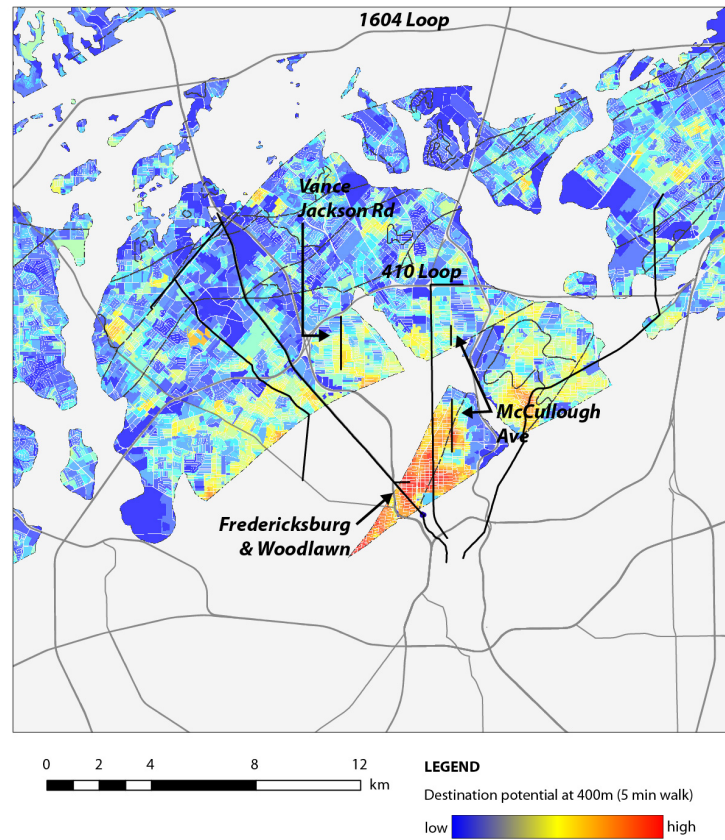 1604 Loop
Vance
Jackson Rd
410 Loop
McCullough
Ave
Fredericksburg
& Woodlawn
0 2 4 8 12
km
LEGEND
Destination potential at 400m (5 min walk)
low high